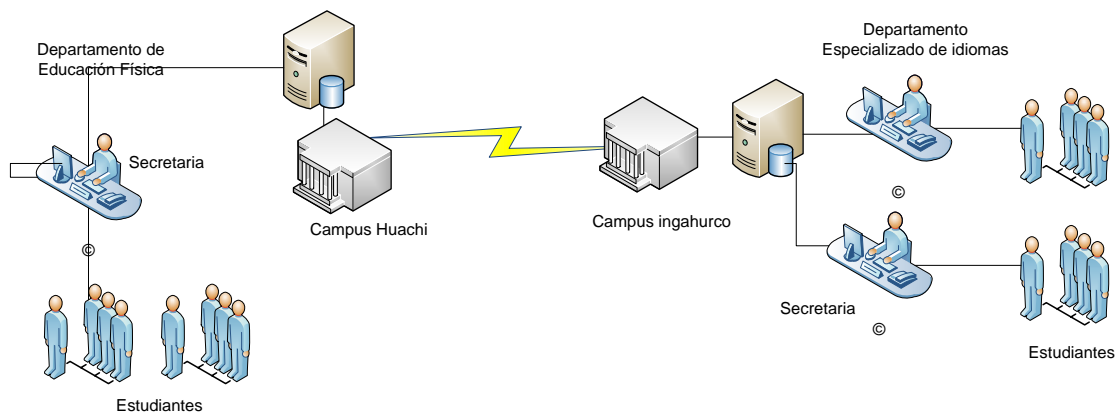 Departamento de
Educación Física
Secretaria
©
Campus Huachi
Estudiantes
Departamento
Especializado de idiomas
©
Campus ingahurco
Secretaria
©
Estudiantes